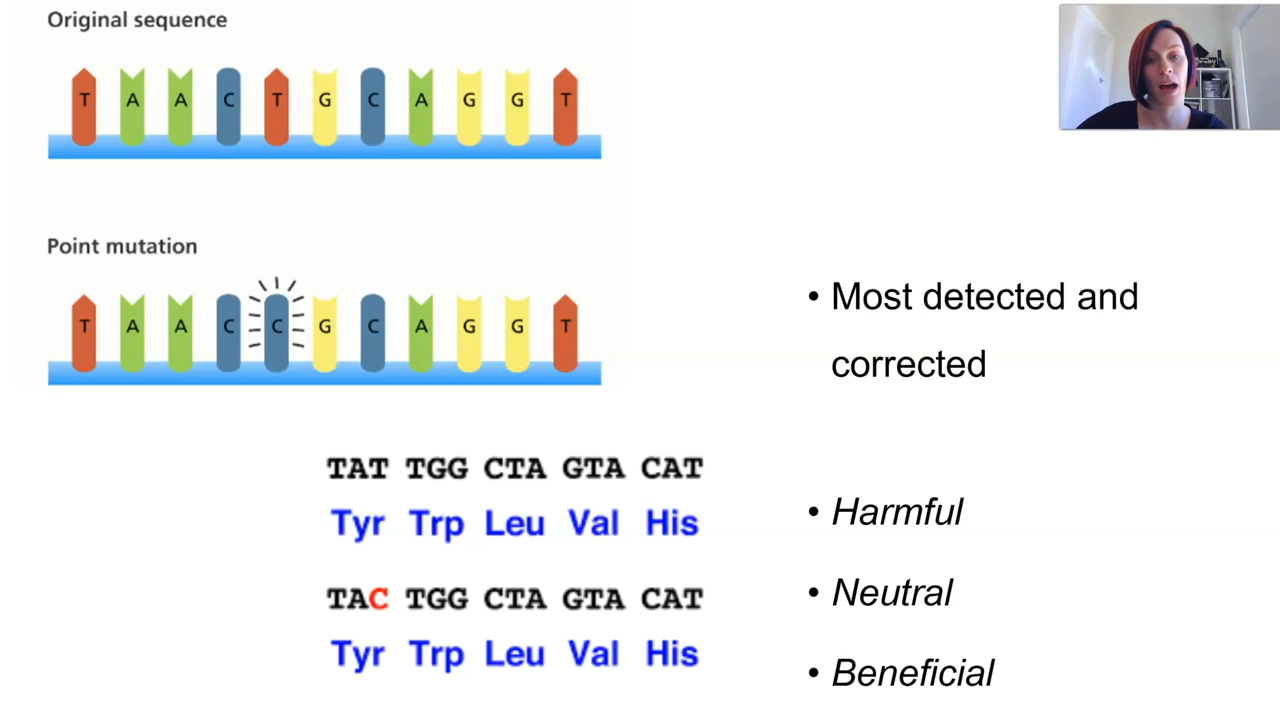 Original sequence
T A A C T G C A G G T
Point mutation
T A A C C G C A G G T
• Most detected and
corrected
TAT TGG CTA GTA CAT
Tyr Trp Leu Val His
TAC TGG CTA GTA CAT
Tyr Trp Leu Val His
• Harmful
• Neutral
• Beneficial